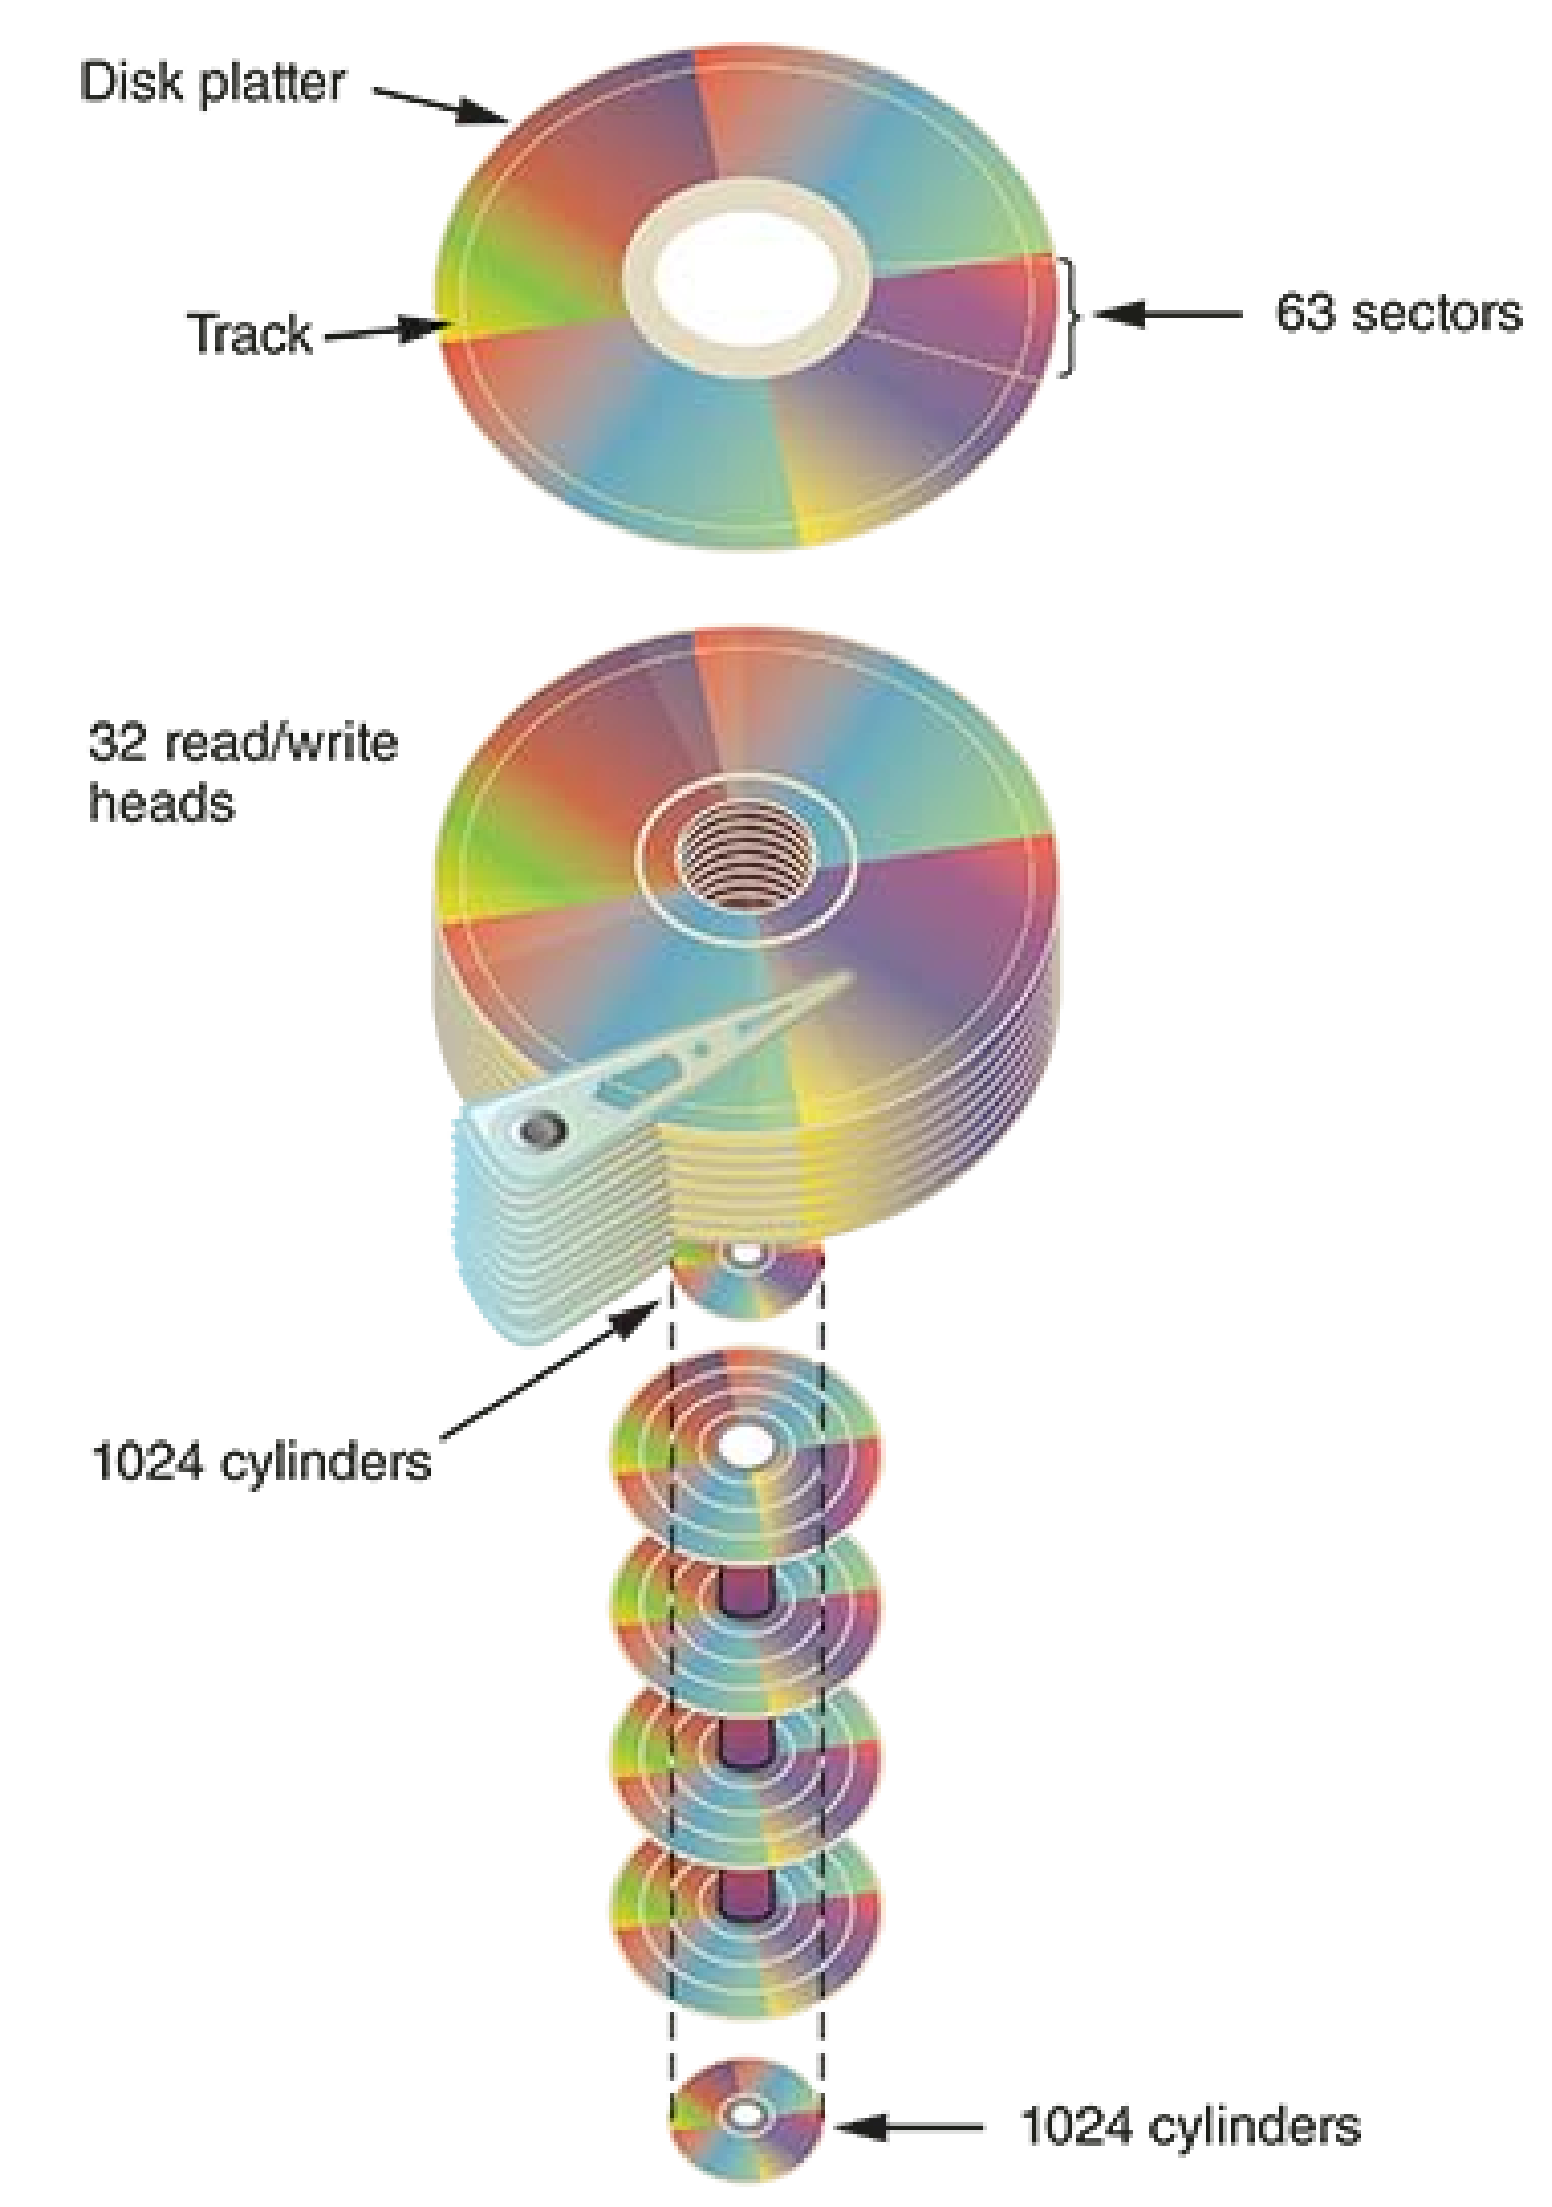 Disk platter
63 sectors
Track
32 read/write
heads
1024 cylinders
1024 cylinders